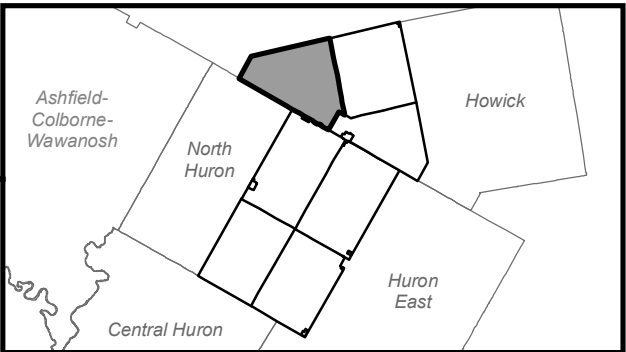 Ashfield-
Colborne-
Wawanosh
North
Huron
Howick
Huron
East
Central Huron